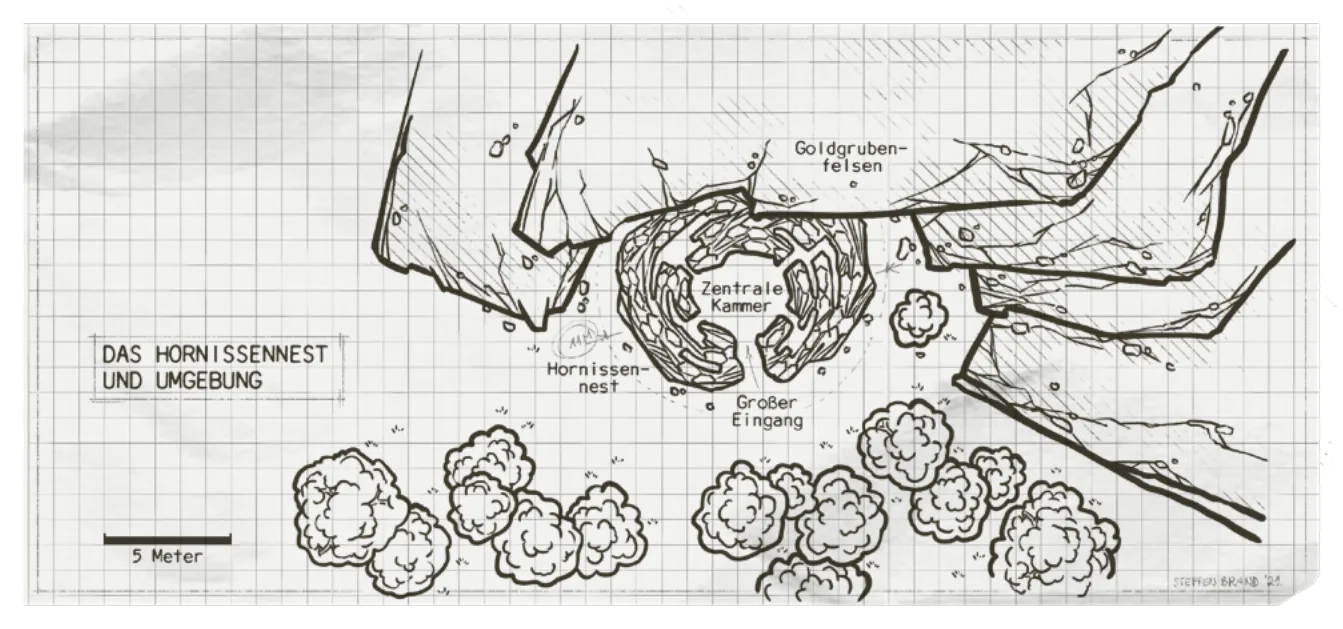 Goldgruben-
felsen
Zentrale
Kammer
DAS HORNISSENNEST
UND UMGEBUNG
Hornissen-
nest
Großer
Eingang
5 Meter
STEFFEN BRAND '21